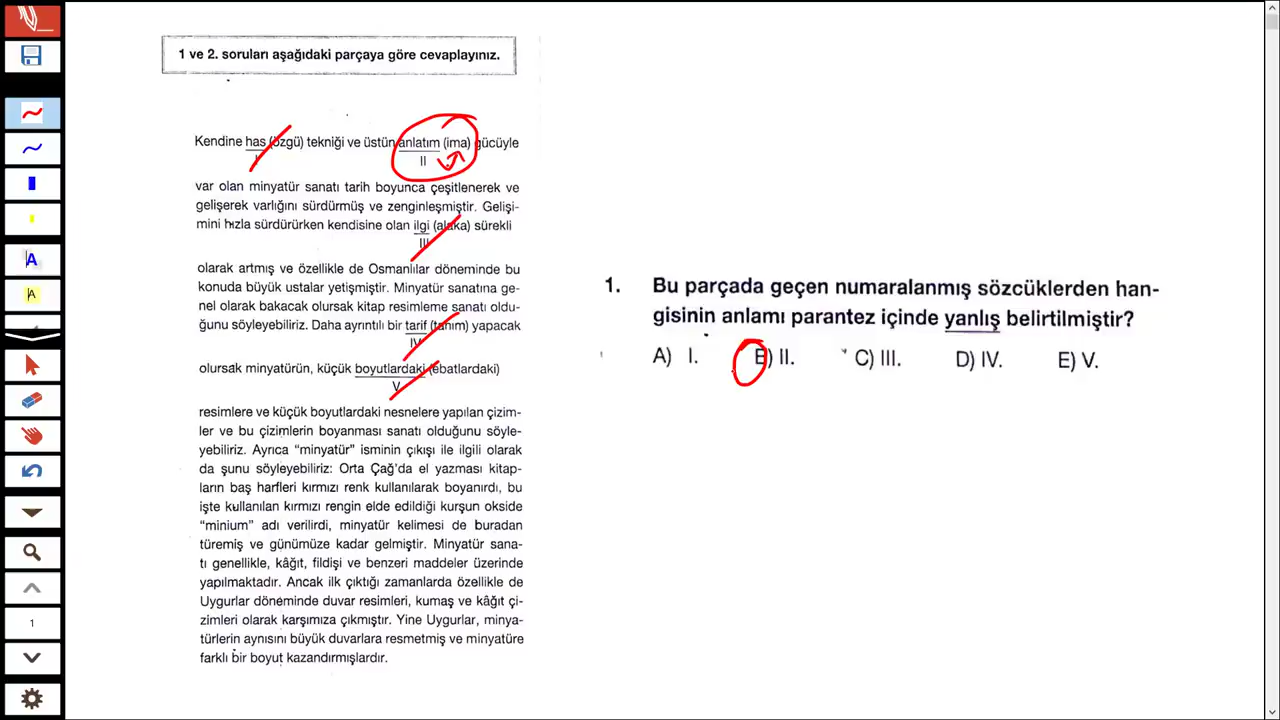 1 ve 2. soruları aşağıdaki parçaya göre cevaplayınız.
Kendine has (özgü) tekniği ve üstün anlatım (ima) gücüyle
I II
var olan minyatür sanatı tarih boyunca çeşitlenerek ve
gelişerek varlığını sürdürmüş ve zenginleşmiştir. Gelişi-
mini hızla sürdürürken kendisine olan ilgi (alaka) sürekli
III
olarak artmış ve özellikle de Osmanlılar döneminde bu
konuda büyük ustalar yetişmiştir. Minyatür sanatına ge-
nel olarak bakacak olursak kitap resimleme sanatı oldu-
ğunu söyleyebiliriz. Daha ayrıntılı bir tarif (tanım) yapacak
IV
olursak minyatürün, küçük boyutlardaki (ebatlardaki)
V
resimlere ve küçük boyutlardaki nesnelere yapılan çizim-
ler ve bu çizimlerin boyanması sanatı olduğunu söyle-
yebiliriz. Ayrıca “minyatür” isminin çıkışı ile ilgili olarak
da şunu söyleyebiliriz: Orta Çağ’da el yazması kitap-
ların baş harfleri kırmızı renk kullanılarak boyanırdı, bu
işte kullanılan kırmızı rengin elde edildiği kurşun okside
“minium” adı verilirdi, minyatür kelimesi de buradan
türemiş ve günümüze kadar gelmiştir. Minyatür sana-
tı genellikle, kâğıt, fildişi ve benzeri maddeler üzerinde
yapılmaktadır. Ancak ilk çıktığı zamanlarda özellikle de
Uygurlar döneminde duvar resimleri, kumaş ve kâğıt çi-
zimleri olarak karşımıza çıkmıştır. Yine Uygurlar, minya-
türlerin aynısını büyük duvarlara resmetmiş ve minyatüre
farklı bir boyut kazandırmışlardır.
1. Bu parçada geçen numaralanmış sözcüklerden han-
gisinin anlamı parantez içinde yanlış belirtilmiştir?
A) I. B) II. C) III. D) IV. E) V.
A
A
1